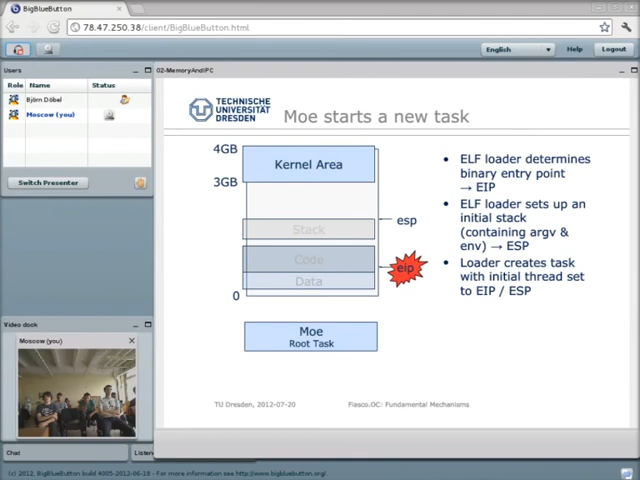 BigBlueButton
78.47.250.38/client/BigBlueButton.html
English
Help
Logout
Users
Role Name Status
Björn Döbel
Moscow (you)
Switch Presenter
Video dock
Moscow (you)
Chat
Listen
02-MemoryAndIPC
TECHNISCHE
UNIVERSITÄT
DRESDEN
Moe starts a new task
4GB
Kernel Area
3GB
esp
Stack
Code
eip
Data
0
Moe
Root Task
• ELF loader determines
binary entry point
→ EIP
• ELF loader sets up an
initial stack
(containing argv &
env) → ESP
• Loader creates task
with initial thread set
to EIP / ESP
TU Dresden, 2012-07-20
Fiasco.OC: Fundamental Mechanisms
(c) 2012, BigBlueButton build 4005-2012-06-18 - For more information see http://www.bigbluebutton.org/.